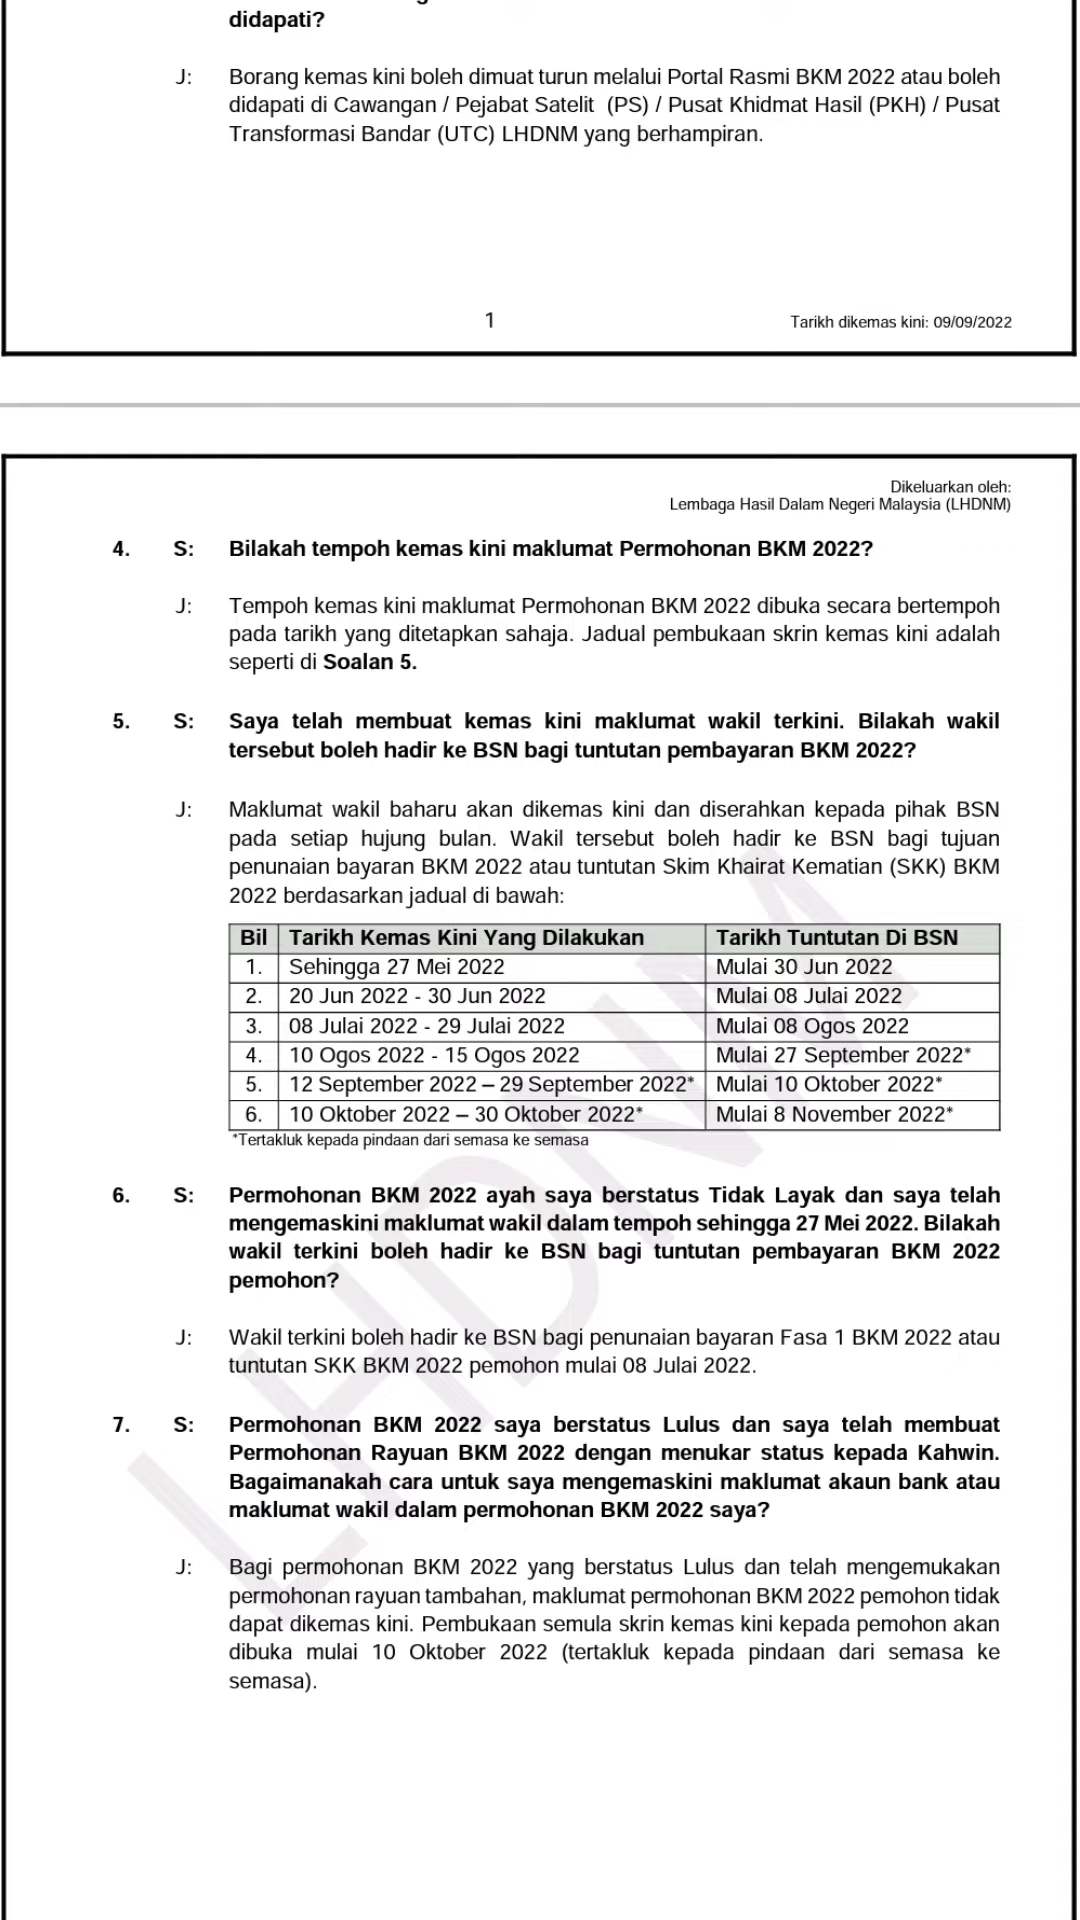 didapati?
J: Borang kemas kini boleh dimuat turun melalui Portal Rasmi BKM 2022 atau boleh
didapati di Cawangan / Pejabat Satelit (PS) / Pusat Khidmat Hasil (PKH) / Pusat
Transformasi Bandar (UTC) LHDNM yang berhampiran.
1 Tarikh dikemas kini: 09/09/2022
Dikeluarkan oleh:
Lembaga Hasil Dalam Negeri Malaysia (LHDNM)
4. S: Bilakah tempoh kemas kini maklumat Permohonan BKM 2022?
J: Tempoh kemas kini maklumat Permohonan BKM 2022 dibuka secara bertempoh
pada tarikh yang ditetapkan sahaja. Jadual pembukaan skrin kemas kini adalah
seperti di Soalan 5.
5. S: Saya telah membuat kemas kini maklumat wakil terkini. Bilakah wakil
tersebut boleh hadir ke BSN bagi tuntutan pembayaran BKM 2022?
J: Maklumat wakil baharu akan dikemas kini dan diserahkan kepada pihak BSN
pada setiap hujung bulan. Wakil tersebut boleh hadir ke BSN bagi tujuan
penunaian bayaran BKM 2022 atau tuntutan Skim Khairat Kematian (SKK) BKM
2022 berdasarkan jadual di bawah:
Bil Tarikh Kemas Kini Yang Dilakukan Tarikh Tuntutan Di BSN
1. Sehingga 27 Mei 2022 Mulai 30 Jun 2022
2. 20 Jun 2022 - 30 Jun 2022 Mulai 08 Julai 2022
3. 08 Julai 2022 - 29 Julai 2022 Mulai 08 Ogos 2022
4. 10 Ogos 2022 - 15 Ogos 2022 Mulai 27 September 2022*
5. 12 September 2022 – 29 September 2022* Mulai 10 Oktober 2022*
6. 10 Oktober 2022 – 30 Oktober 2022* Mulai 8 November 2022*
*Tertakluk kepada pindaan dari semasa ke semasa
6. S: Permohonan BKM 2022 ayah saya berstatus Tidak Layak dan saya telah
mengemaskini maklumat wakil dalam tempoh sehingga 27 Mei 2022. Bilakah
wakil terkini boleh hadir ke BSN bagi tuntutan pembayaran BKM 2022
pemohon?
J: Wakil terkini boleh hadir ke BSN bagi penunaian bayaran Fasa 1 BKM 2022 atau
tuntutan SKK BKM 2022 pemohon mulai 08 Julai 2022.
7. S: Permohonan BKM 2022 saya berstatus Lulus dan saya telah membuat
Permohonan Rayuan BKM 2022 dengan menukar status kepada Kahwin.
Bagaimanakah cara untuk saya mengemaskini maklumat akaun bank atau
maklumat wakil dalam permohonan BKM 2022 saya?
J: Bagi permohonan BKM 2022 yang berstatus Lulus dan telah mengemukakan
permohonan rayuan tambahan, maklumat permohonan BKM 2022 pemohon tidak
dapat dikemas kini. Pembukaan semula skrin kemas kini kepada pemohon akan
dibuka mulai 10 Oktober 2022 (tertakluk kepada pindaan dari semasa ke
semasa).
LHDNM